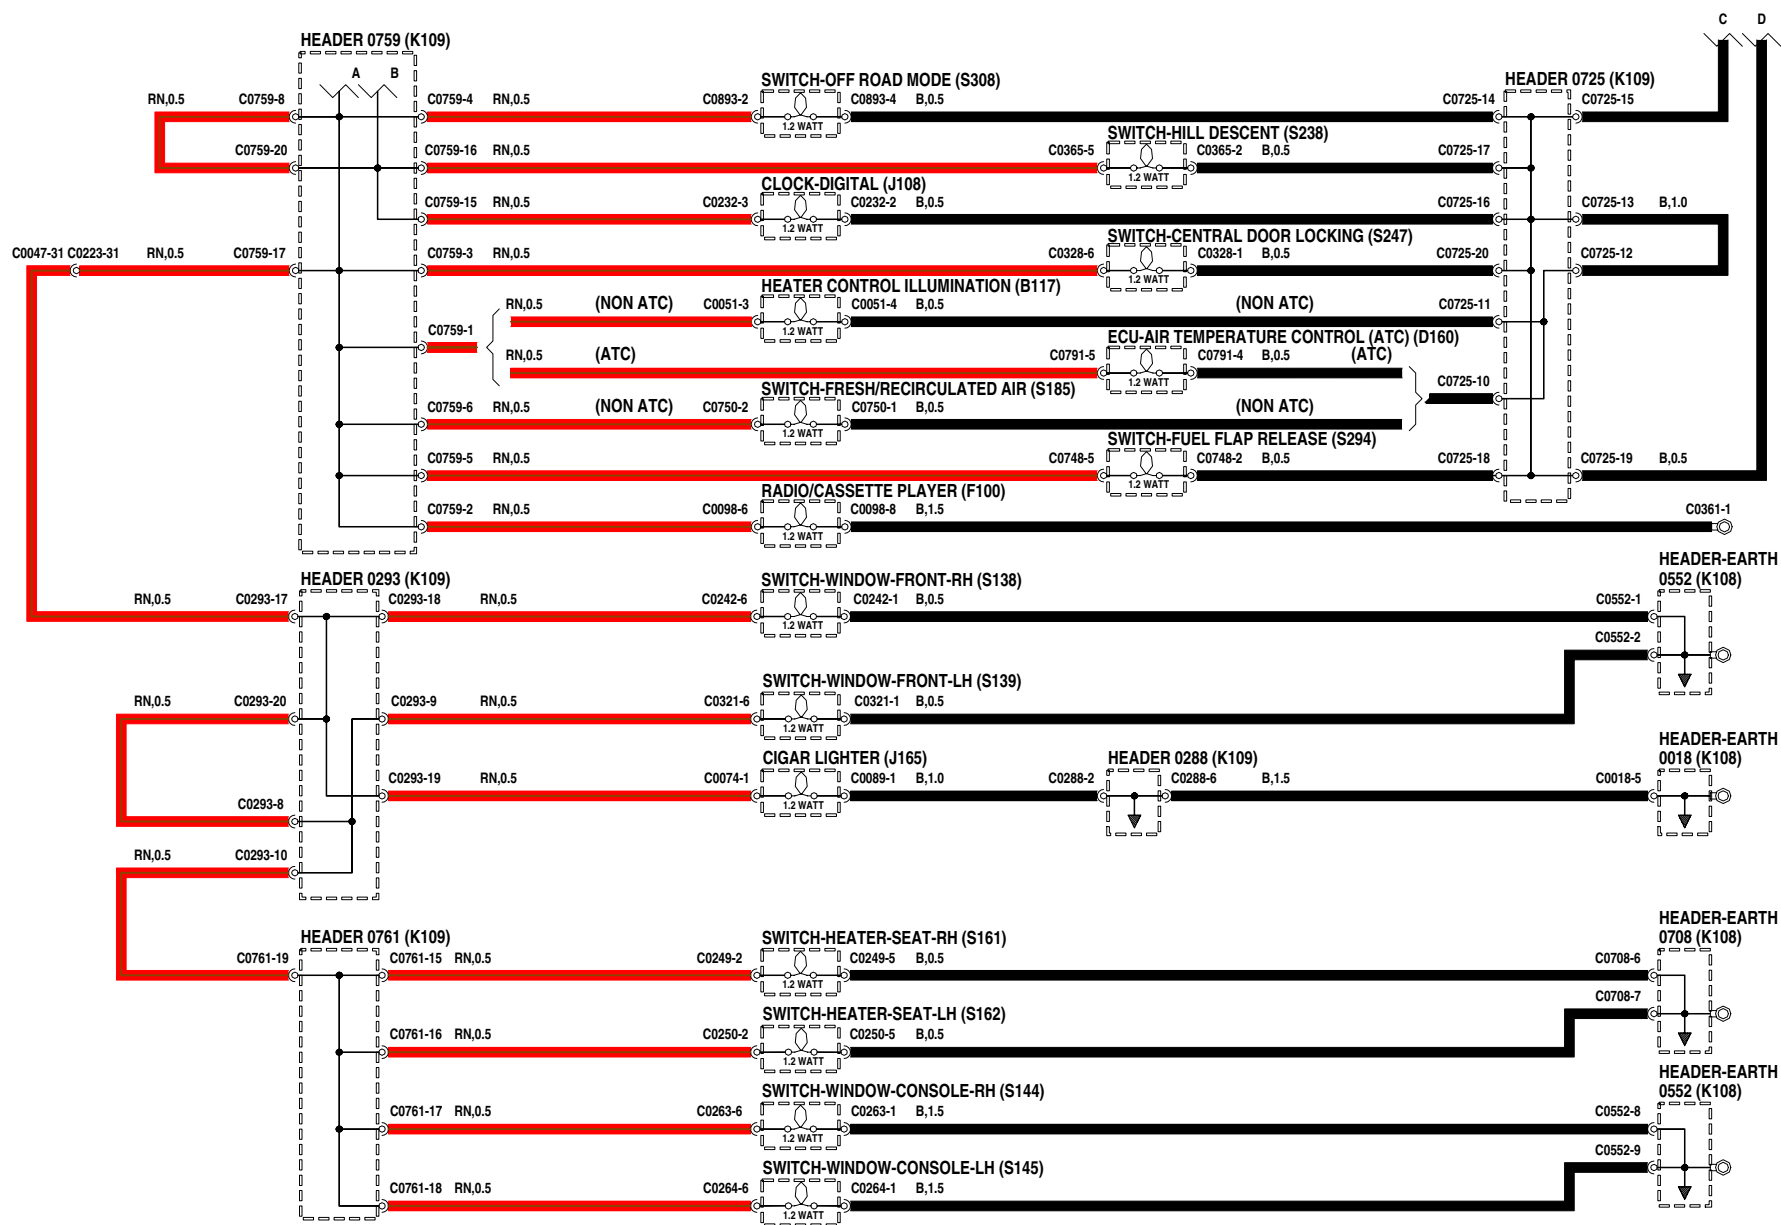 C D
HEADER 0759 (K109)
A B
SWITCH-OFF ROAD MODE (S308)
HEADER 0725 (K109)
RN,0.5 C0759-8 C0759-4 RN,0.5 C0893-2 C0893-4 B,0.5 C0725-14 C0725-15
1.2 WATT
SWITCH-HILL DESCENT (S238)
C0759-20 C0759-16 RN,0.5 C0365-5 C0365-2 B,0.5 C0725-17
1.2 WATT
CLOCK-DIGITAL (J108)
C0759-15 RN,0.5 C0232-3 C0232-2 B,0.5 C0725-16 C0725-13 B,1.0
1.2 WATT
SWITCH-CENTRAL DOOR LOCKING (S247)
C0047-31 C0223-31 RN,0.5 C0759-17 C0759-3 RN,0.5 C0328-6 C0328-1 B,0.5 C0725-20 C0725-12
1.2 WATT
HEATER CONTROL ILLUMINATION (B117)
RN,0.5 (NON ATC) C0051-3 C0051-4 B,0.5 (NON ATC) C0725-11
1.2 WATT
C0759-1
ECU-AIR TEMPERATURE CONTROL (ATC) (D160)
RN,0.5 (ATC) C0791-5 C0791-4 B,0.5 (ATC)
1.2 WATT
C0725-10
SWITCH-FRESH/RECIRCULATED AIR (S185)
C0759-6 RN,0.5 (NON ATC) C0750-2 C0750-1 B,0.5 (NON ATC)
1.2 WATT
SWITCH-FUEL FLAP RELEASE (S294)
C0759-5 RN,0.5 C0748-5 C0748-2 B,0.5 C0725-18 C0725-19 B,0.5
1.2 WATT
RADIO/CASSETTE PLAYER (F100)
C0759-2 RN,0.5 C0098-6 C0098-8 B,1.5 C0361-1
1.2 WATT
HEADER-EARTH
0552 (K108)
HEADER 0293 (K109)
SWITCH-WINDOW-FRONT-RH (S138)
RN,0.5 C0293-17 C0293-18 RN,0.5 C0242-6 C0242-1 B,0.5 C0552-1
1.2 WATT
C0552-2
SWITCH-WINDOW-FRONT-LH (S139)
RN,0.5 C0293-20 C0293-9 RN,0.5 C0321-6 C0321-1 B,0.5
1.2 WATT
HEADER-EARTH
0018 (K108)
CIGAR LIGHTER (J165)
HEADER 0288 (K109)
C0293-19 RN,0.5 C0074-1 C0089-1 B,1.0 C0288-2 C0288-6 B,1.5 C0018-5
1.2 WATT
C0293-8
RN,0.5 C0293-10
HEADER-EARTH
0708 (K108)
HEADER 0761 (K109)
SWITCH-HEATER-SEAT-RH (S161)
C0761-19 C0761-15 RN,0.5 C0249-2 C0249-5 B,0.5 C0708-6
1.2 WATT
C0708-7
SWITCH-HEATER-SEAT-LH (S162)
C0761-16 RN,0.5 C0250-2 C0250-5 B,0.5
1.2 WATT
HEADER-EARTH
0552 (K108)
SWITCH-WINDOW-CONSOLE-RH (S144)
C0761-17 RN,0.5 C0263-6 C0263-1 B,1.5 C0552-8
1.2 WATT
C0552-9
SWITCH-WINDOW-CONSOLE-LH (S145)
C0761-18 RN,0.5 C0264-6 C0264-1 B,1.5
1.2 WATT